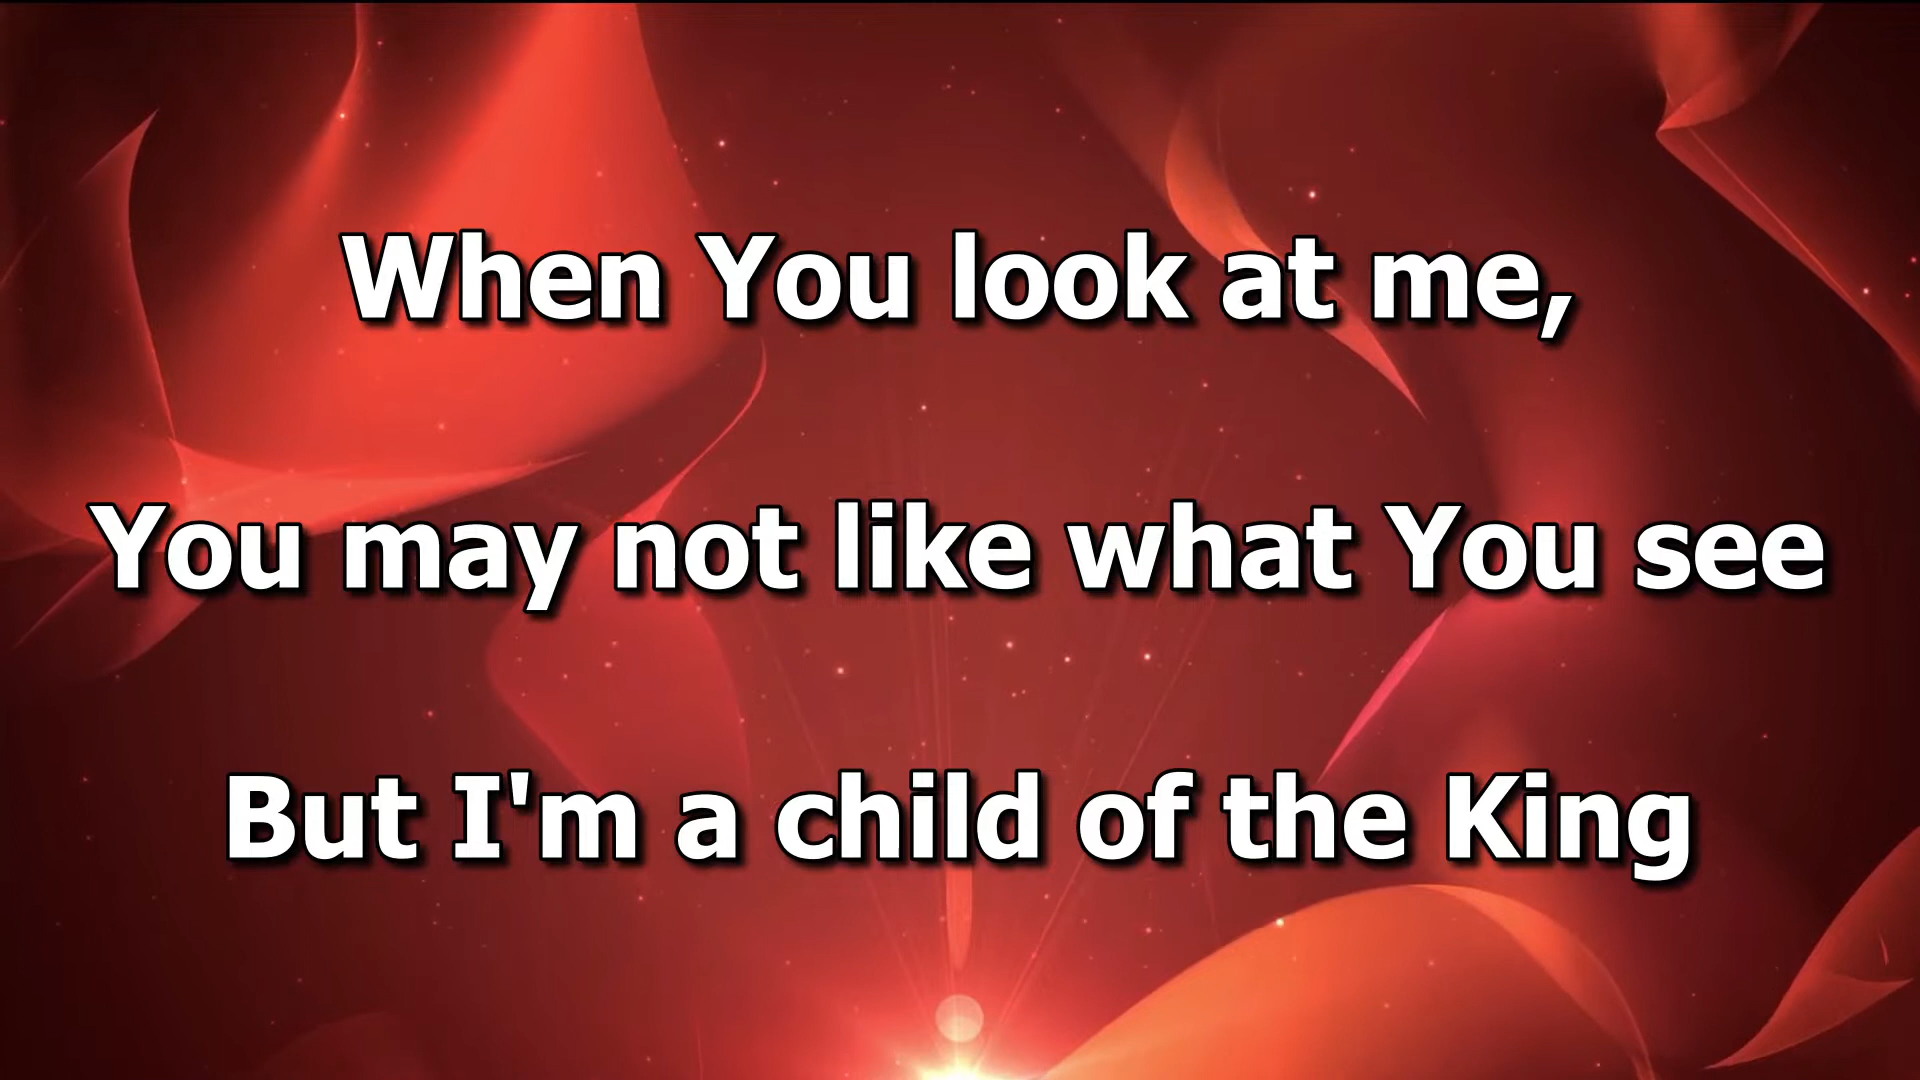 When You look at me,
You may not like what You see
But I'm a child of the King